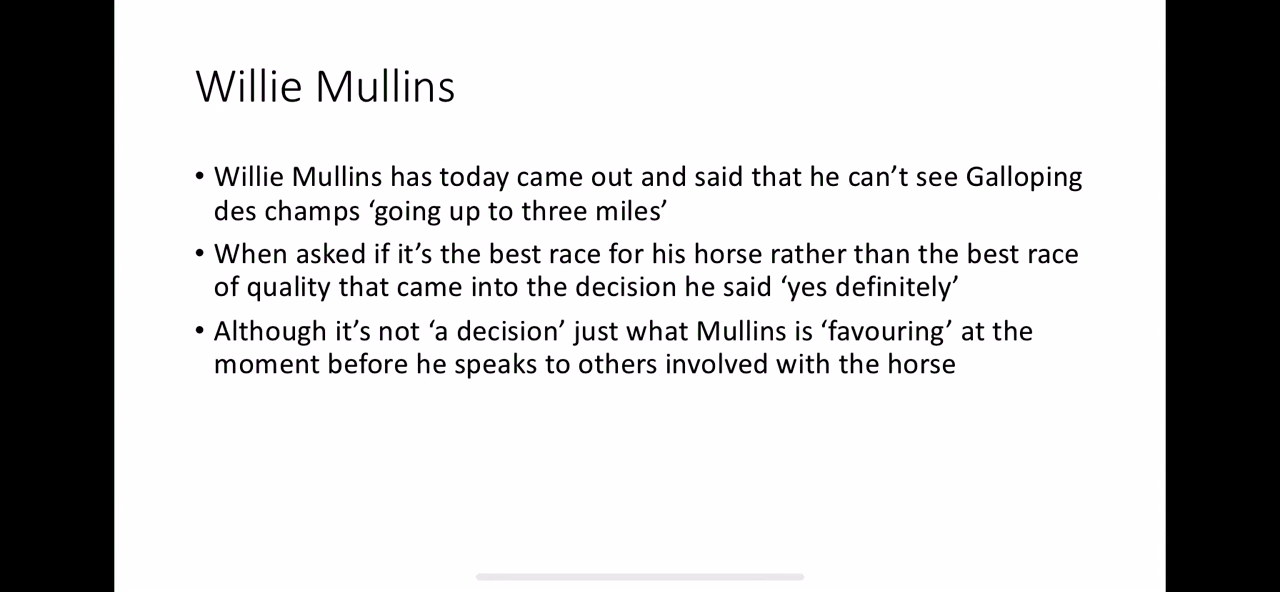 Willie Mullins
• Willie Mullins has today came out and said that he can’t see Galloping
des champs ‘going up to three miles’
• When asked if it’s the best race for his horse rather than the best race
of quality that came into the decision he said ‘yes definitely’
• Although it’s not ‘a decision’ just what Mullins is ‘favouring’ at the
moment before he speaks to others involved with the horse